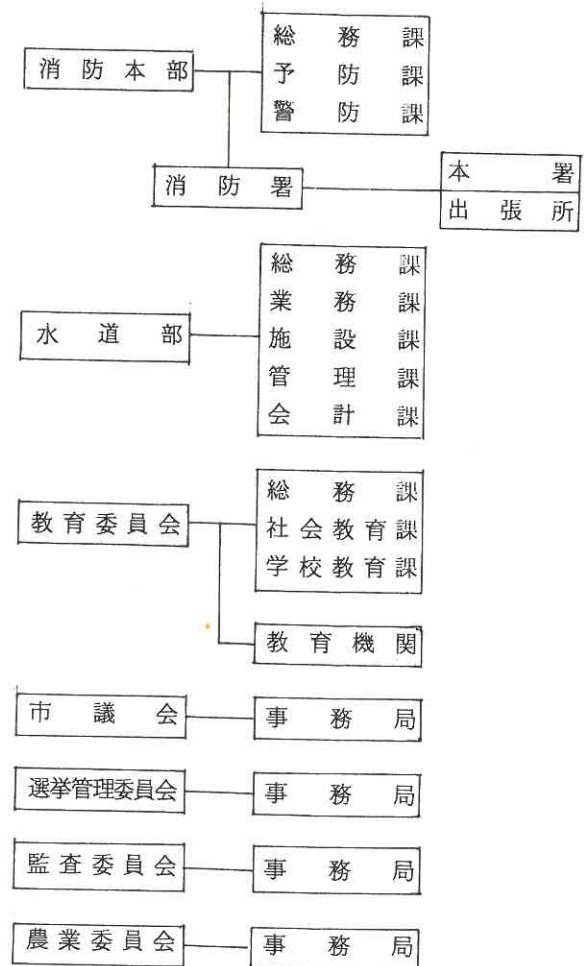 消防本部
総務課
予防課
警防課
消防署
本署
出張所
水道部
総務課
業務課
施設課
管理課
会計課
教育委員会
総務課
社会教育課
学校教育課
教育機関
市議会
事務局
選挙管理委員会
事務局
監査委員会
事務局
農業委員会
事務局